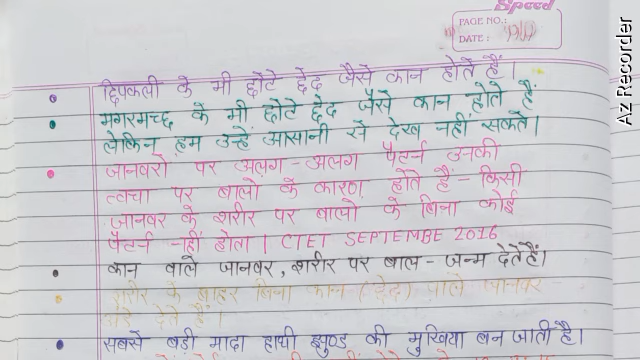 Speed
PAGE NO.:
DATE:
छिपकली के भी छोटे छेद जैसे कान होते हैं।
मगरमच्छ के भी छोटे छेद जैसे कान होते हैं
लेकिन हम उन्हें आसानी से देख नहीं सकते।
जानवरों पर अलग-अलग पैटर्न उनकी
त्वचा पर बालो के कारण होते हैं - किसी
जानवर के शरीर पर बालो के बिना कोई
पैटर्न नहीं होता। CTET SEPTEMBE 2016
कान वाले जानवर, शरीर पर बाल - जन्म देते हैं।
शरीर के बाहर बिना कान (छेद) वाले जानवर -
अंडे देते हैं।
सबसे बड़ी मादा हाथी झुण्ड की मुखिया बन जाती है।
Az Recorder